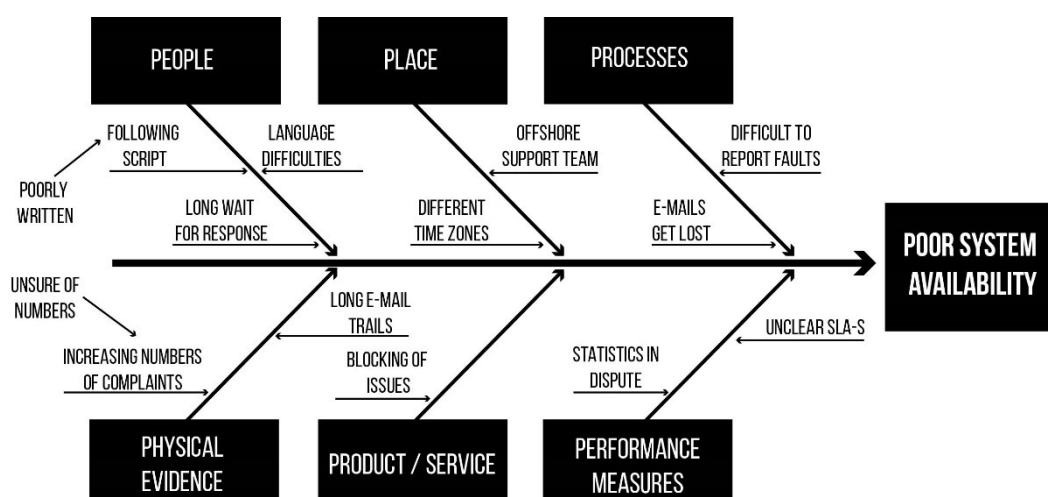 PEOPLE
PLACE
PROCESSES
FOLLOWING
SCRIPT
LANGUAGE
DIFFICULTIES
OFFSHORE
SUPPORT TEAM
DIFFICULT TO
REPORT FAULTS
POORLY
WRITTEN
LONG WAIT
FOR RESPONSE
DIFFERENT
TIME ZONES
E-MAILS
GET LOST
POOR SYSTEM
AVAILABILITY
UNSURE OF
NUMBERS
LONG E-MAIL
TRAILS
UNCLEAR SLA-S
INCREASING NUMBERS
OF COMPLAINTS
BLOCKING OF
ISSUES
STATISTICS IN
DISPUTE
PHYSICAL
EVIDENCE
PRODUCT / SERVICE
PERFORMANCE
MEASURES